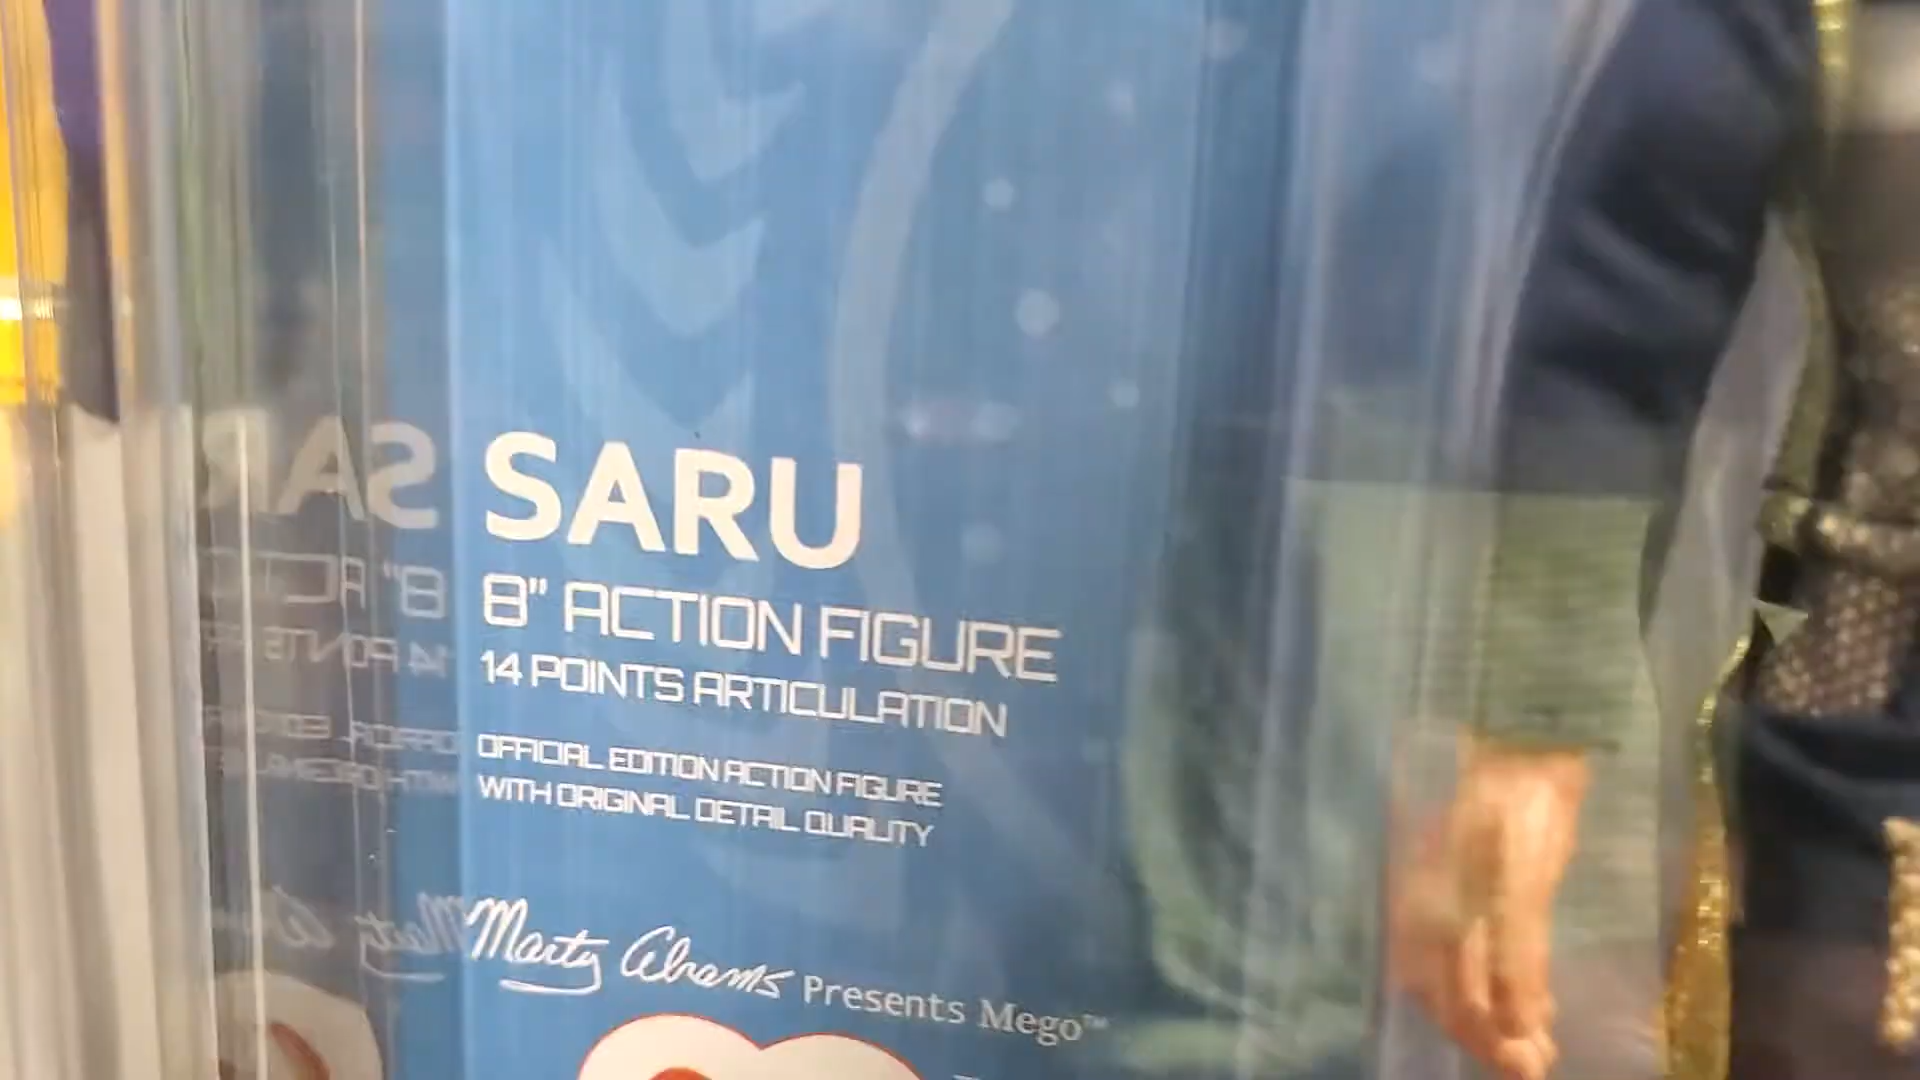 SARU
8" ACTION FIGURE
14 POINTS ARTICULATION
OFFICIAL EDITION ACTION FIGURE
WITH ORIGINAL DETAIL QUALITY
Marty Abrams Presents Mego™